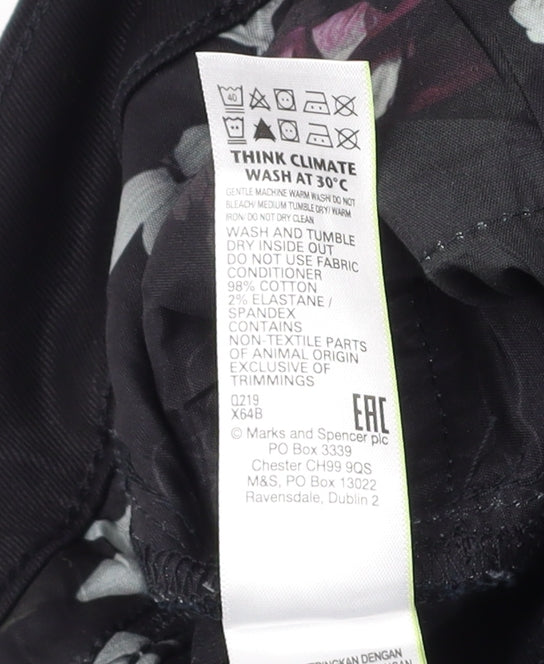 40
THINK CLIMATE
WASH AT 30°C
GENTLE MACHINE WARM WASH/ DO NOT
BLEACH/ MEDIUM TUMBLE DRY/ WARM
IRON/ DO NOT DRY CLEAN
WASH AND TUMBLE
DRY INSIDE OUT
DO NOT USE FABRIC
CONDITIONER
98% COTTON
2% ELASTANE /
SPANDEX
CONTAINS
NON-TEXTILE PARTS
OF ANIMAL ORIGIN
EXCLUSIVE OF
TRIMMINGS
Q219
X64B
EAC
© Marks and Spencer plc
PO Box 3339
Chester CH99 9QS
M&S, PO Box 13022
Ravensdale, Dublin 2
DENGAN